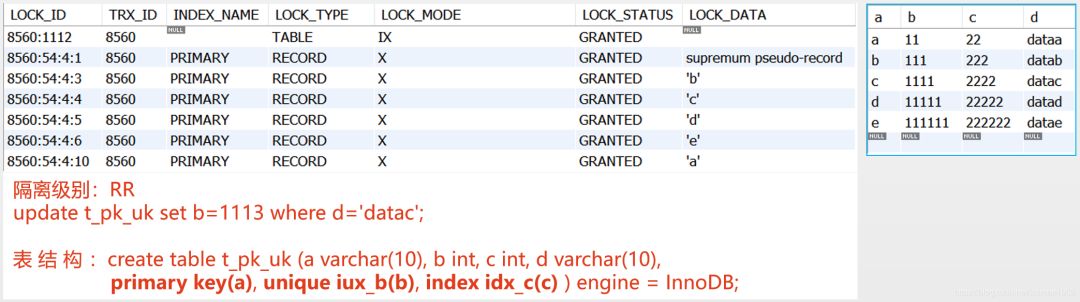 LOCK_ID TRX_ID INDEX_NAME LOCK_TYPE LOCK_MODE LOCK_STATUS LOCK_DATA
8560:1112 8560 NULL TABLE IX GRANTED NULL
8560:54:4:1 8560 PRIMARY RECORD X GRANTED supremum pseudo-record
8560:54:4:3 8560 PRIMARY RECORD X GRANTED 'b'
8560:54:4:4 8560 PRIMARY RECORD X GRANTED 'c'
8560:54:4:5 8560 PRIMARY RECORD X GRANTED 'd'
8560:54:4:6 8560 PRIMARY RECORD X GRANTED 'e'
8560:54:4:10 8560 PRIMARY RECORD X GRANTED 'a'
a b c d
a 11 22 dataa
b 111 222 datab
c 1111 2222 datac
d 11111 22222 datad
e 111111 222222 datae
NULL NULL NULL NULL
隔离级别：RR
update t_pk_uk set b=1113 where d='datac';
表 结 构 ：create table t_pk_uk (a varchar(10), b int, c int, d varchar(10),
primary key(a), unique iux_b(b), index idx_c(c) ) engine = InnoDB;